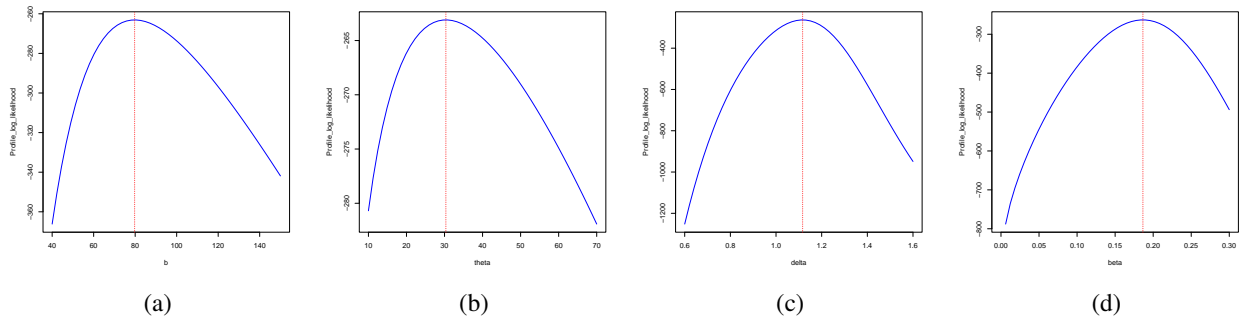 -260
-280
-300
-320
-340
-360
Profile_log_likelihood
40 60 80 100 120 140
b
(a)
-265
-270
-275
-280
Profile_log_likelihood
10 20 30 40 50 60 70
theta
(b)
-400
-600
-800
-1000
-1200
Profile_log_likelihood
0.6 0.8 1.0 1.2 1.4 1.6
delta
(c)
-300
-400
-500
-600
-700
-800
Profile_log_likelihood
0.00 0.05 0.10 0.15 0.20 0.25 0.30
beta
(d)